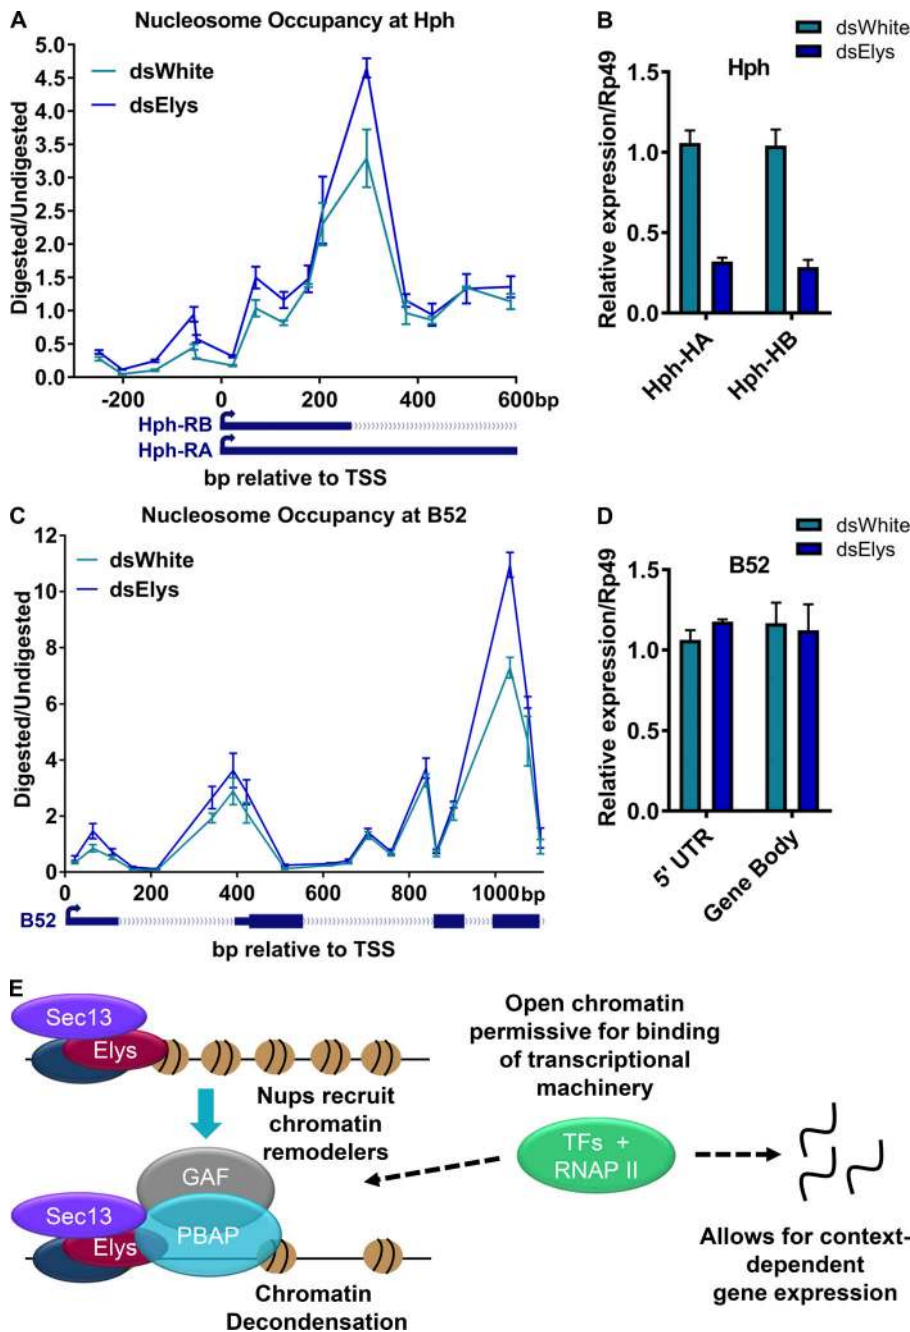 A
Nucleosome Occupancy at Hph
Digested/Undigested
5.0
4.5
4.0
3.5
3.0
2.5
2.0
1.5
1.0
0.5
0.0
dsWhite
dsElys
-200
0
200
400
600bp
Hph-RB
Hph-RA
bp relative to TSS
B
dsWhite
dsElys
Hph
Relative expression/Rp49
1.5
1.0
0.5
0.0
Hph-HA
Hph-HB
C
Nucleosome Occupancy at B52
Digested/Undigested
12
10
8
6
4
2
0
dsWhite
dsElys
0
200
400
600
800
1000bp
B52
bp relative to TSS
D
dsWhite
dsElys
B52
Relative expression/Rp49
1.5
1.0
0.5
0.0
5' UTR
Gene Body
E
Sec13
Elys
Nups recruit
chromatin
remodelers
GAF
Sec13
PBAP
Elys
Chromatin
Decondensation
Open chromatin
permissive for binding
of transcriptional
machinery
TFs +
RNAP II
Allows for context-
dependent
gene expression